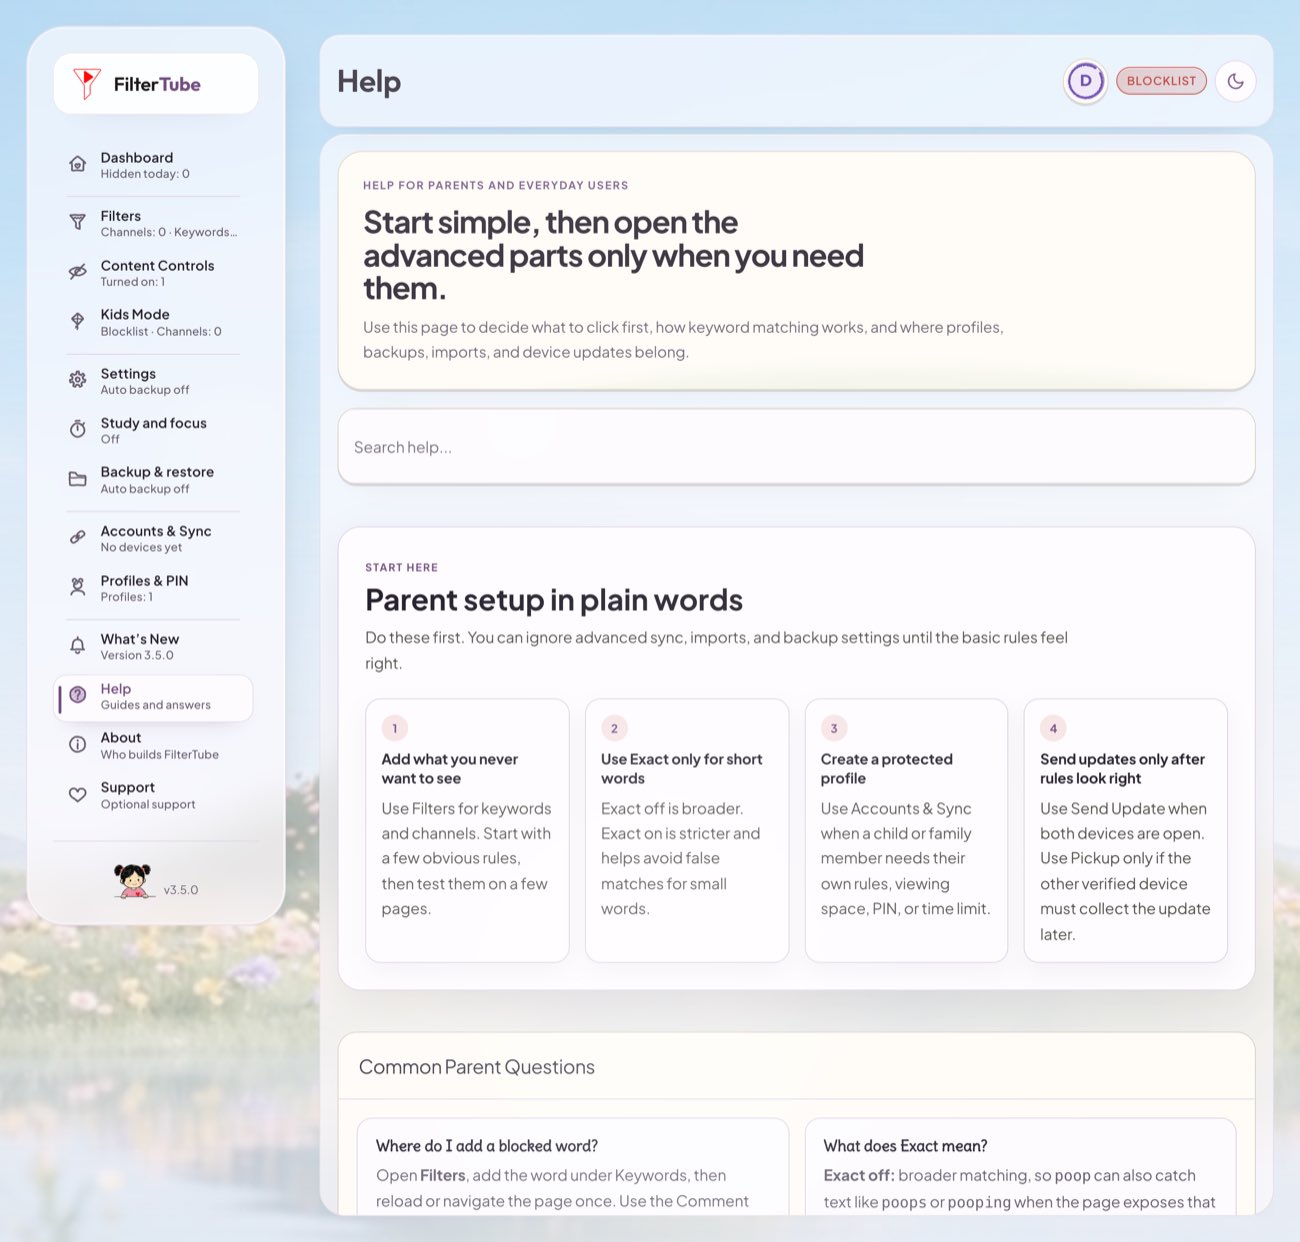 FilterTube
Dashboard
Hidden today: 0
Filters
Channels: 0 · Keywords...
Content Controls
Turned on: 1
Kids Mode
Blocklist · Channels: 0
Settings
Auto backup off
Study and focus
Off
Backup & restore
Auto backup off
Accounts & Sync
No devices yet
Profiles & PIN
Profiles: 1
What's New
Version 3.5.0
Help
Guides and answers
About
Who builds FilterTube
Support
Optional support
v3.5.0
Help
D
BLOCKLIST
HELP FOR PARENTS AND EVERYDAY USERS
Start simple, then open the
advanced parts only when you need
them.
Use this page to decide what to click first, how keyword matching works, and where profiles,
backups, imports, and device updates belong.
Search help...
START HERE
Parent setup in plain words
Do these first. You can ignore advanced sync, imports, and backup settings until the basic rules feel
right.
1
Add what you never
want to see
Use Filters for keywords
and channels. Start with
a few obvious rules,
then test them on a few
pages.
2
Use Exact only for short
words
Exact off is broader.
Exact on is stricter and
helps avoid false
matches for small
words.
3
Create a protected
profile
Use Accounts & Sync
when a child or family
member needs their
own rules, viewing
space, PIN, or time limit.
4
Send updates only after
rules look right
Use Send Update when
both devices are open.
Use Pickup only if the
other verified device
must collect the update
later.
Common Parent Questions
Where do I add a blocked word?
Open Filters, add the word under Keywords, then
reload or navigate the page once. Use the Comment
What does Exact mean?
Exact off: broader matching, so poop can also catch
text like poops or pooping when the page exposes that